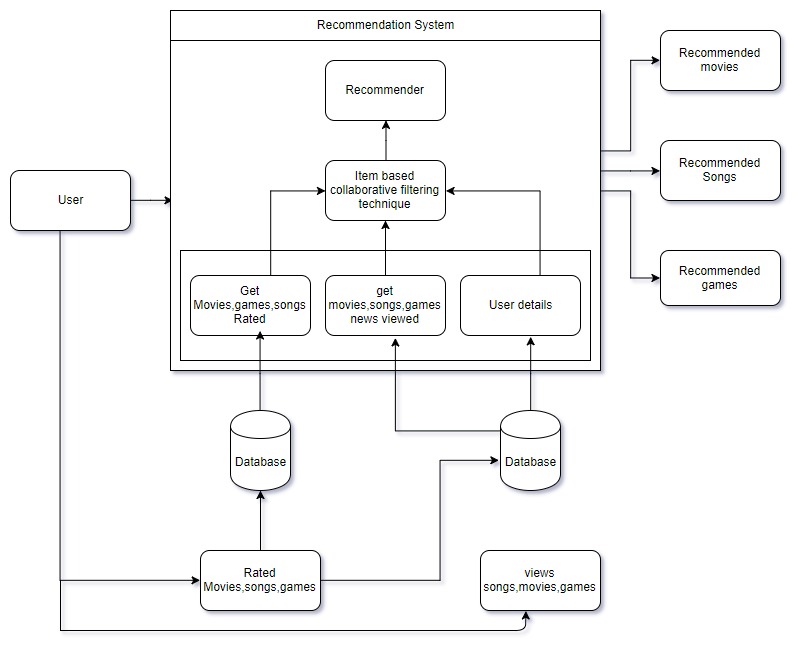 Recommendation System
Recommended
movies
Recommender
Item based
collaborative filtering
technique
Recommended
Songs
User
Get
Movies,games,songs
Rated
get
movies,songs,games
news viewed
User details
Recommended
games
Database
Database
Rated
Movies,songs,games
views
songs,movies,games